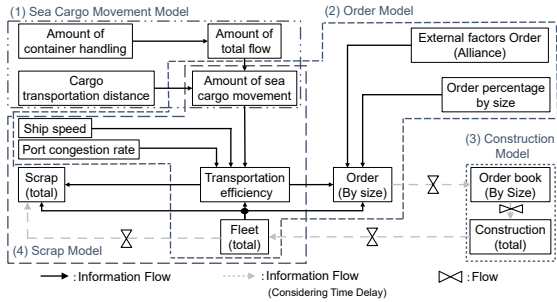 (1) Sea Cargo Movement Model
(2) Order Model
Amount of
container handling
Amount of
total flow
External factors Order
(Alliance)
Cargo
transportation distance
Amount of sea
cargo movement
Order percentage
by size
Ship speed
Port congestion rate
(3) Construction
Model
Scrap
(total)
Transportation
efficiency
Order
(By size)
Order book
(By Size)
Fleet
(total)
Construction
(total)
(4) Scrap Model
: Information Flow
: Information Flow
(Considering Time Delay)
: Flow